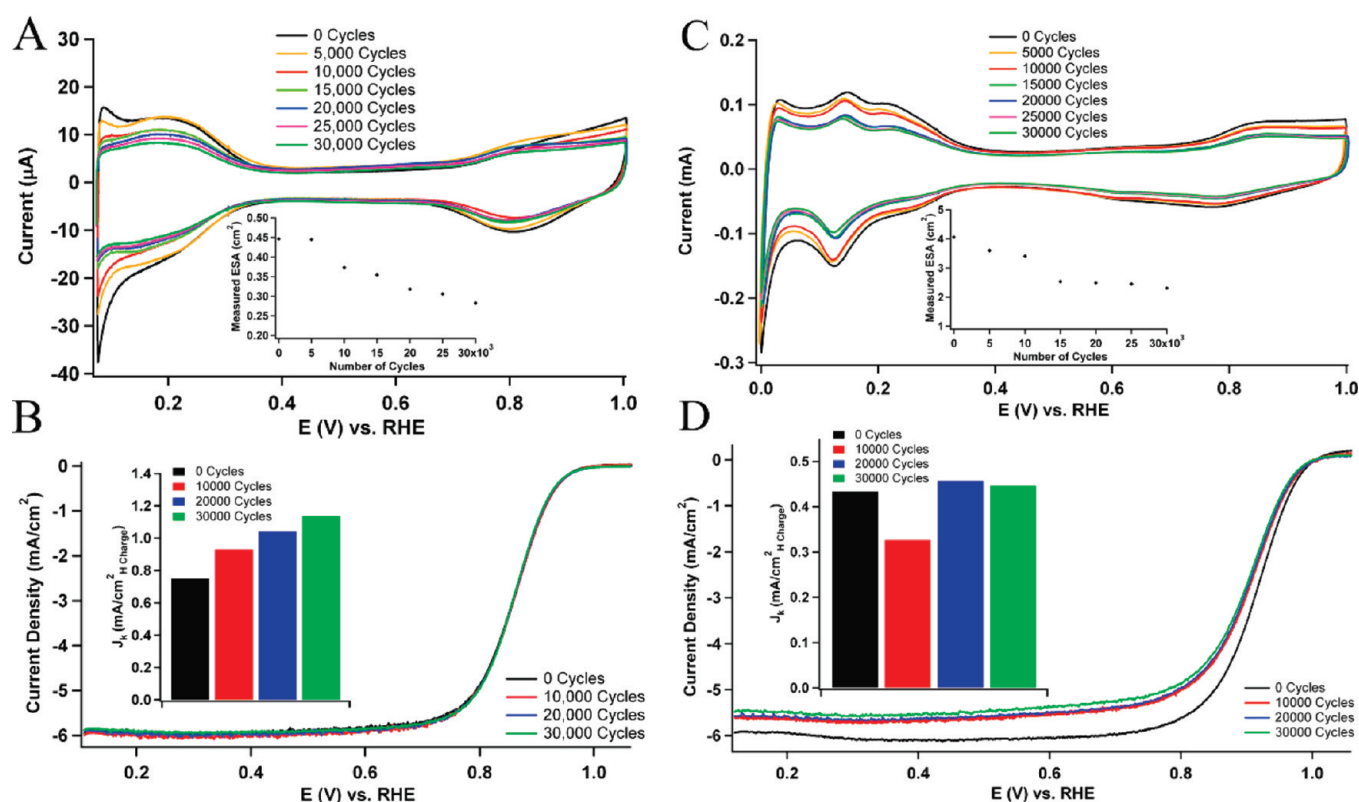 A
30
20
10
0
-10
-20
-30
-40
Current (µA)
0 Cycles
5,000 Cycles
10,000 Cycles
15,000 Cycles
20,000 Cycles
25,000 Cycles
30,000 Cycles
0.50
0.45
0.40
0.35
0.30
0.25
0.20
Measured ESA (cm²)
0 5 10 15 20 25 30x10³
Number of Cycles
0.2 0.4 0.6 0.8 1.0
E (V) vs. RHE
C
0.2
0.1
0.0
-0.1
-0.2
-0.3
Current (mA)
0 Cycles
5000 Cycles
10000 Cycles
15000 Cycles
20000 Cycles
25000 Cycles
30000 Cycles
5
4
3
2
1
Measured ESA (cm²)
0 5 10 15 20 25 30x10³
Number of Cycles
0.0 0.2 0.4 0.6 0.8 1.0
E (V) vs. RHE
B
0
-1
-2
-3
-4
-5
-6
Current Density (mA/cm²)
0 Cycles
10000 Cycles
20000 Cycles
30000 Cycles
1.4
1.2
1.0
0.8
0.6
0.4
0.2
0.0
Jk (mA/cm²H Charge)
0 Cycles
10,000 Cycles
20,000 Cycles
30,000 Cycles
0.2 0.4 0.6 0.8 1.0
E (V) vs. RHE
D
0
-1
-2
-3
-4
-5
-6
Current Density (mA/cm²)
0 Cycles
10000 Cycles
20000 Cycles
30000 Cycles
0.5
0.4
0.3
0.2
0.1
0.0
Jk (mA/cm²H Charge)
0 Cycles
10000 Cycles
20000 Cycles
30000 Cycles
0.2 0.4 0.6 0.8 1.0
E (V) vs. RHE